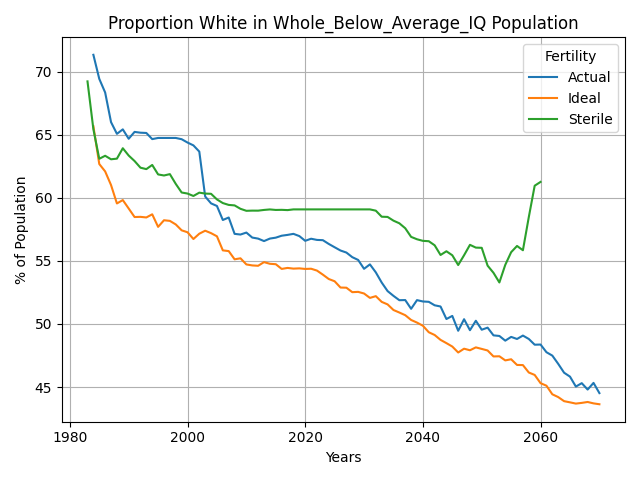 Proportion White in Whole_Below_Average_IQ Population
% of Population
70
65
60
55
50
45
Fertility
Actual
Ideal
Sterile
1980
2000
2020
2040
2060
Years